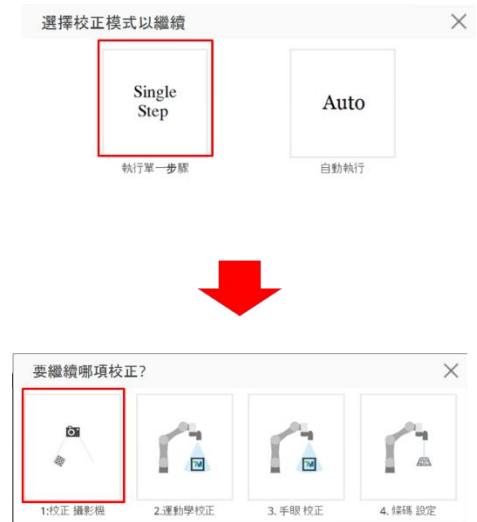 選擇校正模式以繼續
Single
Step
Auto
執行單一步驟
自動執行
要繼續哪項校正?
TM
TM
1:校正 攝影機
2.運動學校正
3. 手眼 校正
4. 條碼 設定